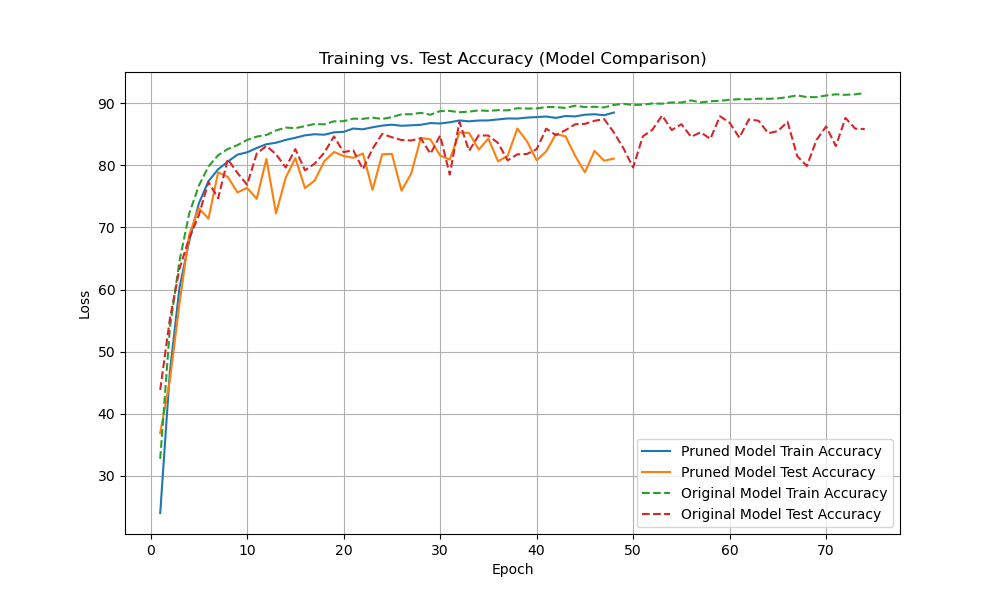 Training vs. Test Accuracy (Model Comparison)
90
80
70
60
50
40
30
Loss
Pruned Model Train Accuracy
Pruned Model Test Accuracy
Original Model Train Accuracy
Original Model Test Accuracy
0 10 20 30 40 50 60 70
Epoch